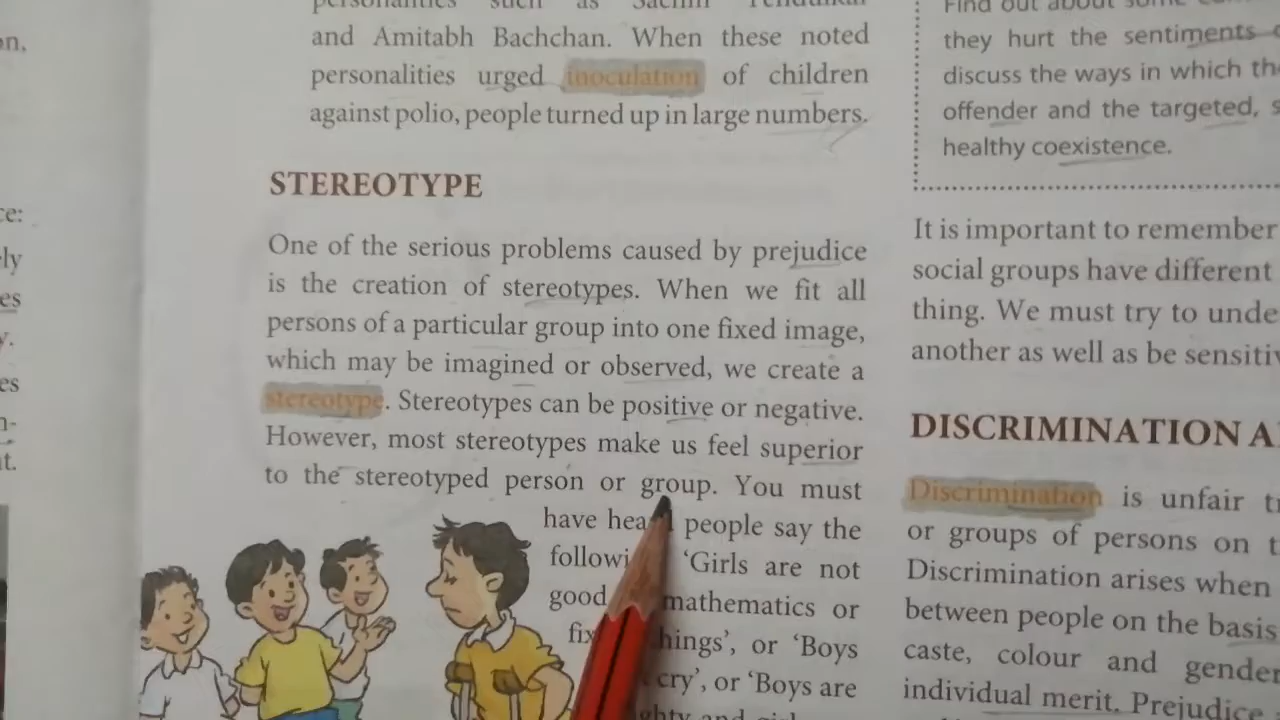 and Amitabh Bachchan. When these noted
personalities urged inoculation of children
against polio, people turned up in large numbers.
STEREOTYPE
One of the serious problems caused by prejudice
is the creation of stereotypes. When we fit all
persons of a particular group into one fixed image,
which may be imagined or observed, we create a
stereotype. Stereotypes can be positive or negative.
However, most stereotypes make us feel superior
to the stereotyped person or group. You must
have people say the
'Girls are not
good mathematics or
or 'Boys
cry', or 'Boys are
Find out about some
they hurt the sentiments
discuss the ways in which
offender and the targeted,
healthy coexistence.
It is important to remember
social groups have different
thing. We must try to
another as well as be
DISCRIMINATION
Discrimination is unfair
or groups of persons on
Discrimination arises when
between people on the basis
caste, colour and gender
individual merit. Prejudice